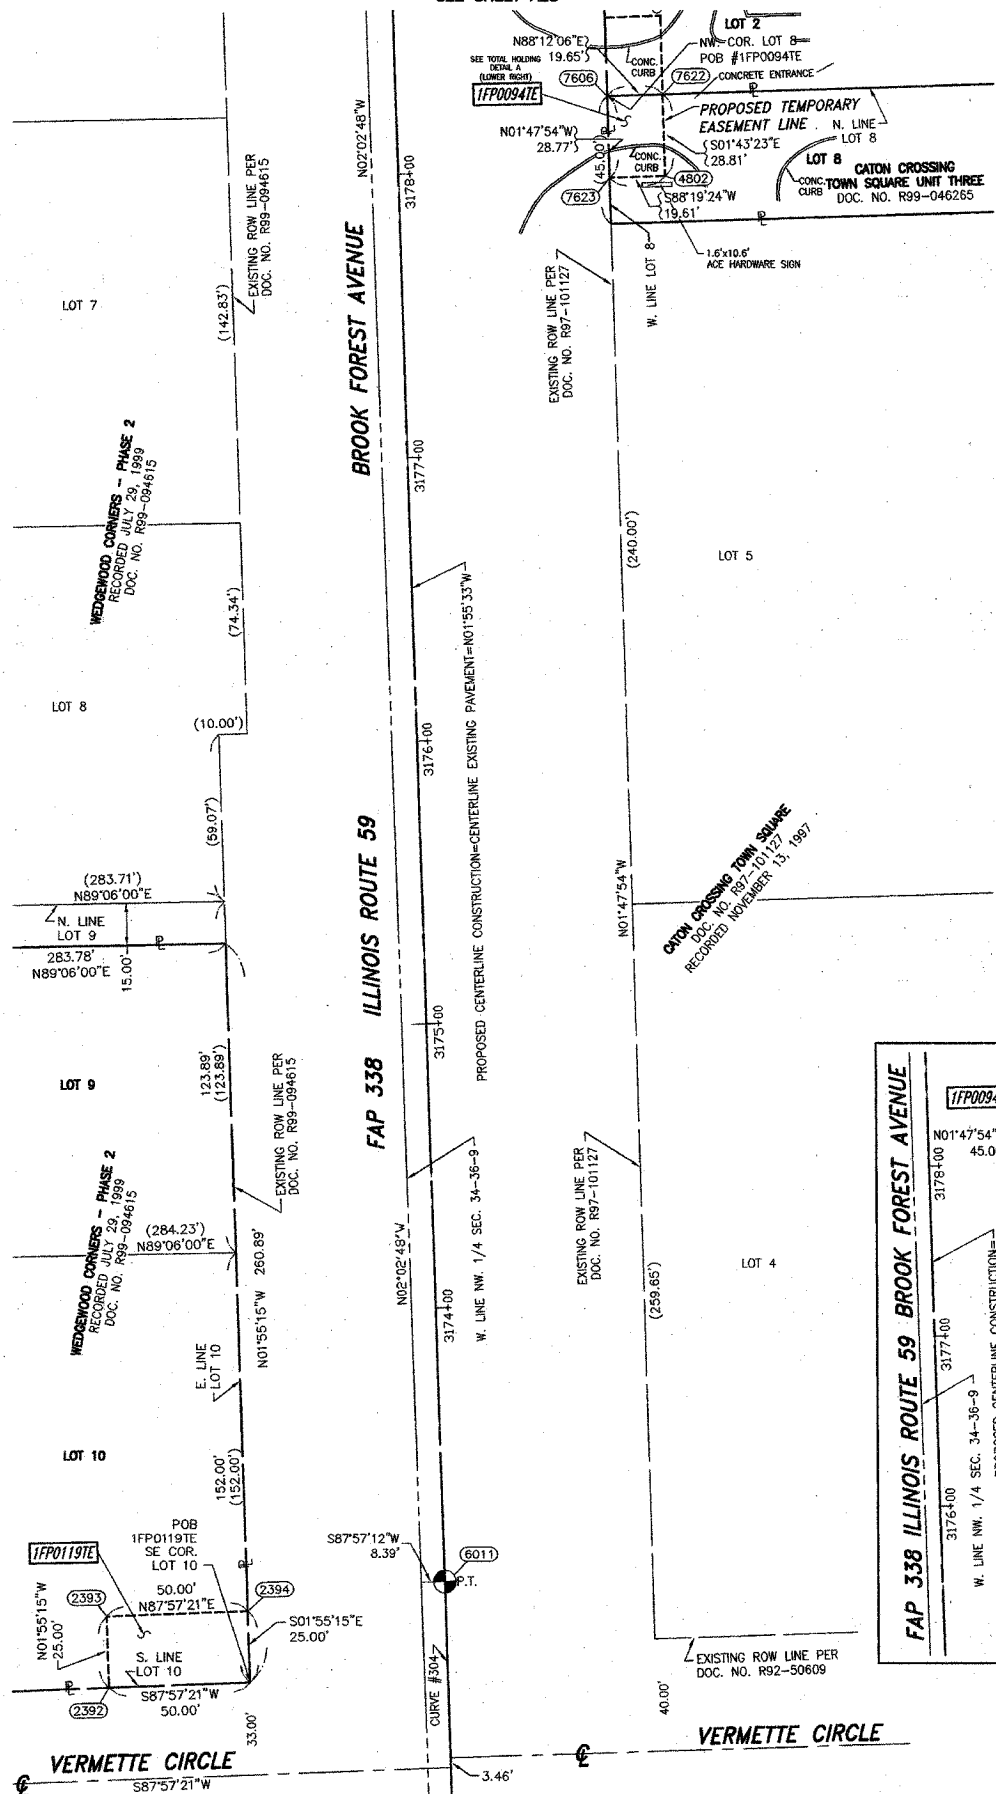 LOT 2
N88°12'06"E
19.65'
NW. COR. LOT 8
POB #1FP0094TE
SEE TOTAL HOLDING
DETAIL A
(LOWER RIGHT)
CONC.
CURB
7606
7622
CONCRETE ENTRANCE
1FP0094TE
PROPOSED TEMPORARY
EASEMENT LINE
N. LINE
LOT 8
N01°47'54"W
28.77'
(45.00')
S01°43'23"E
28.81'
CONC.
CURB
LOT 8
CATON CROSSING
TOWN SQUARE UNIT THREE
DOC. NO. R99-046265
CONC.
CURB
7623
4802
S88°19'24"W
19.61'
1.6'x10.6'
ACE HARDWARE SIGN
W. LINE LOT 8
EXISTING ROW LINE PER
DOC. NO. R97-101127
N02°02'48"W
3178+00
EXISTING ROW LINE PER
DOC. NO. R99-094615
(142.83')
LOT 7
BROOK FOREST AVENUE
3177+00
WEDGEWOOD CORNERS - PHASE 2
RECORDED JULY 29, 1999
DOC. NO. R99-094615
(240.00')
LOT 5
(74.34')
PROPOSED CENTERLINE CONSTRUCTION=CENTERLINE EXISTING PAVEMENT=N01°55'33"W
LOT 8
(10.00')
3176+00
(59.07')
FAP 338 ILLINOIS ROUTE 59
CATON CROSSING TOWN SQUARE
DOC. NO. R97-101127
RECORDED NOVEMBER 13, 1997
N01°47'54"W
(283.71')
N89°06'00"E
N. LINE
LOT 9
283.78'
N89°06'00"E
15.00'
3175+00
LOT 9
123.89'
(123.89')
EXISTING ROW LINE PER
DOC. NO. R99-094615
WEDGEWOOD CORNERS - PHASE 2
RECORDED JULY 29, 1999
DOC. NO. R99-094615
(284.23')
N89°06'00"E
N01°55'15"W 260.89'
N02°02'48"W
W. LINE NW. 1/4 SEC. 34-36-9
3174+00
EXISTING ROW LINE PER
DOC. NO. R97-101127
(259.65')
LOT 4
E. LINE
LOT 10
LOT 10
152.00'
(152.00')
POB
1FP0119TE
SE COR.
LOT 10
1FP0119TE
50.00'
N87°57'21"E
2393
2394
N01°55'15"W
25.00'
S01°55'15"E
25.00'
S. LINE
LOT 10
S87°57'21"W
50.00'
2392
33.00'
S87°57'12"W
8.39'
6011
P.T.
CURVE #304
EXISTING ROW LINE PER
DOC. NO. R92-50609
40.00'
VERMETTE CIRCLE
S87°57'21"W
3.46'
VERMETTE CIRCLE
FAP 338 ILLINOIS ROUTE 59 BROOK FOREST AVENUE
N01°47'54"
3178+00
3177+00
3176+00
W. LINE NW. 1/4 SEC. 34-36-9